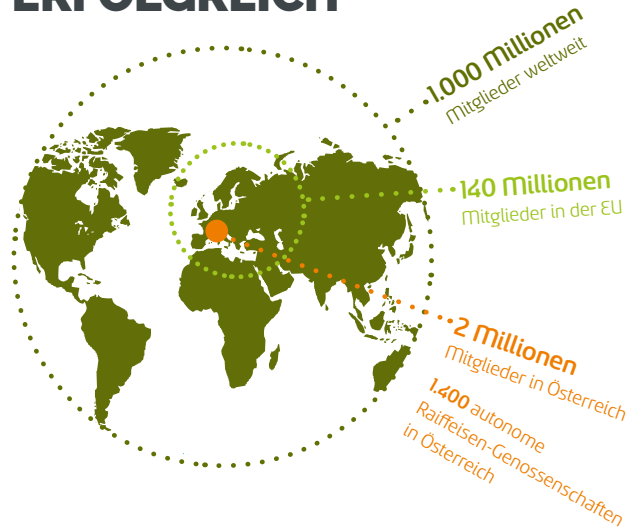 ERFOLGREICH
1.000 Millionen
Mitglieder weltweit
140 Millionen
Mitglieder in der EU
2 Millionen
Mitglieder in Österreich
1.400 autonome
Raiffeisen-Genossenschaften
in Österreich